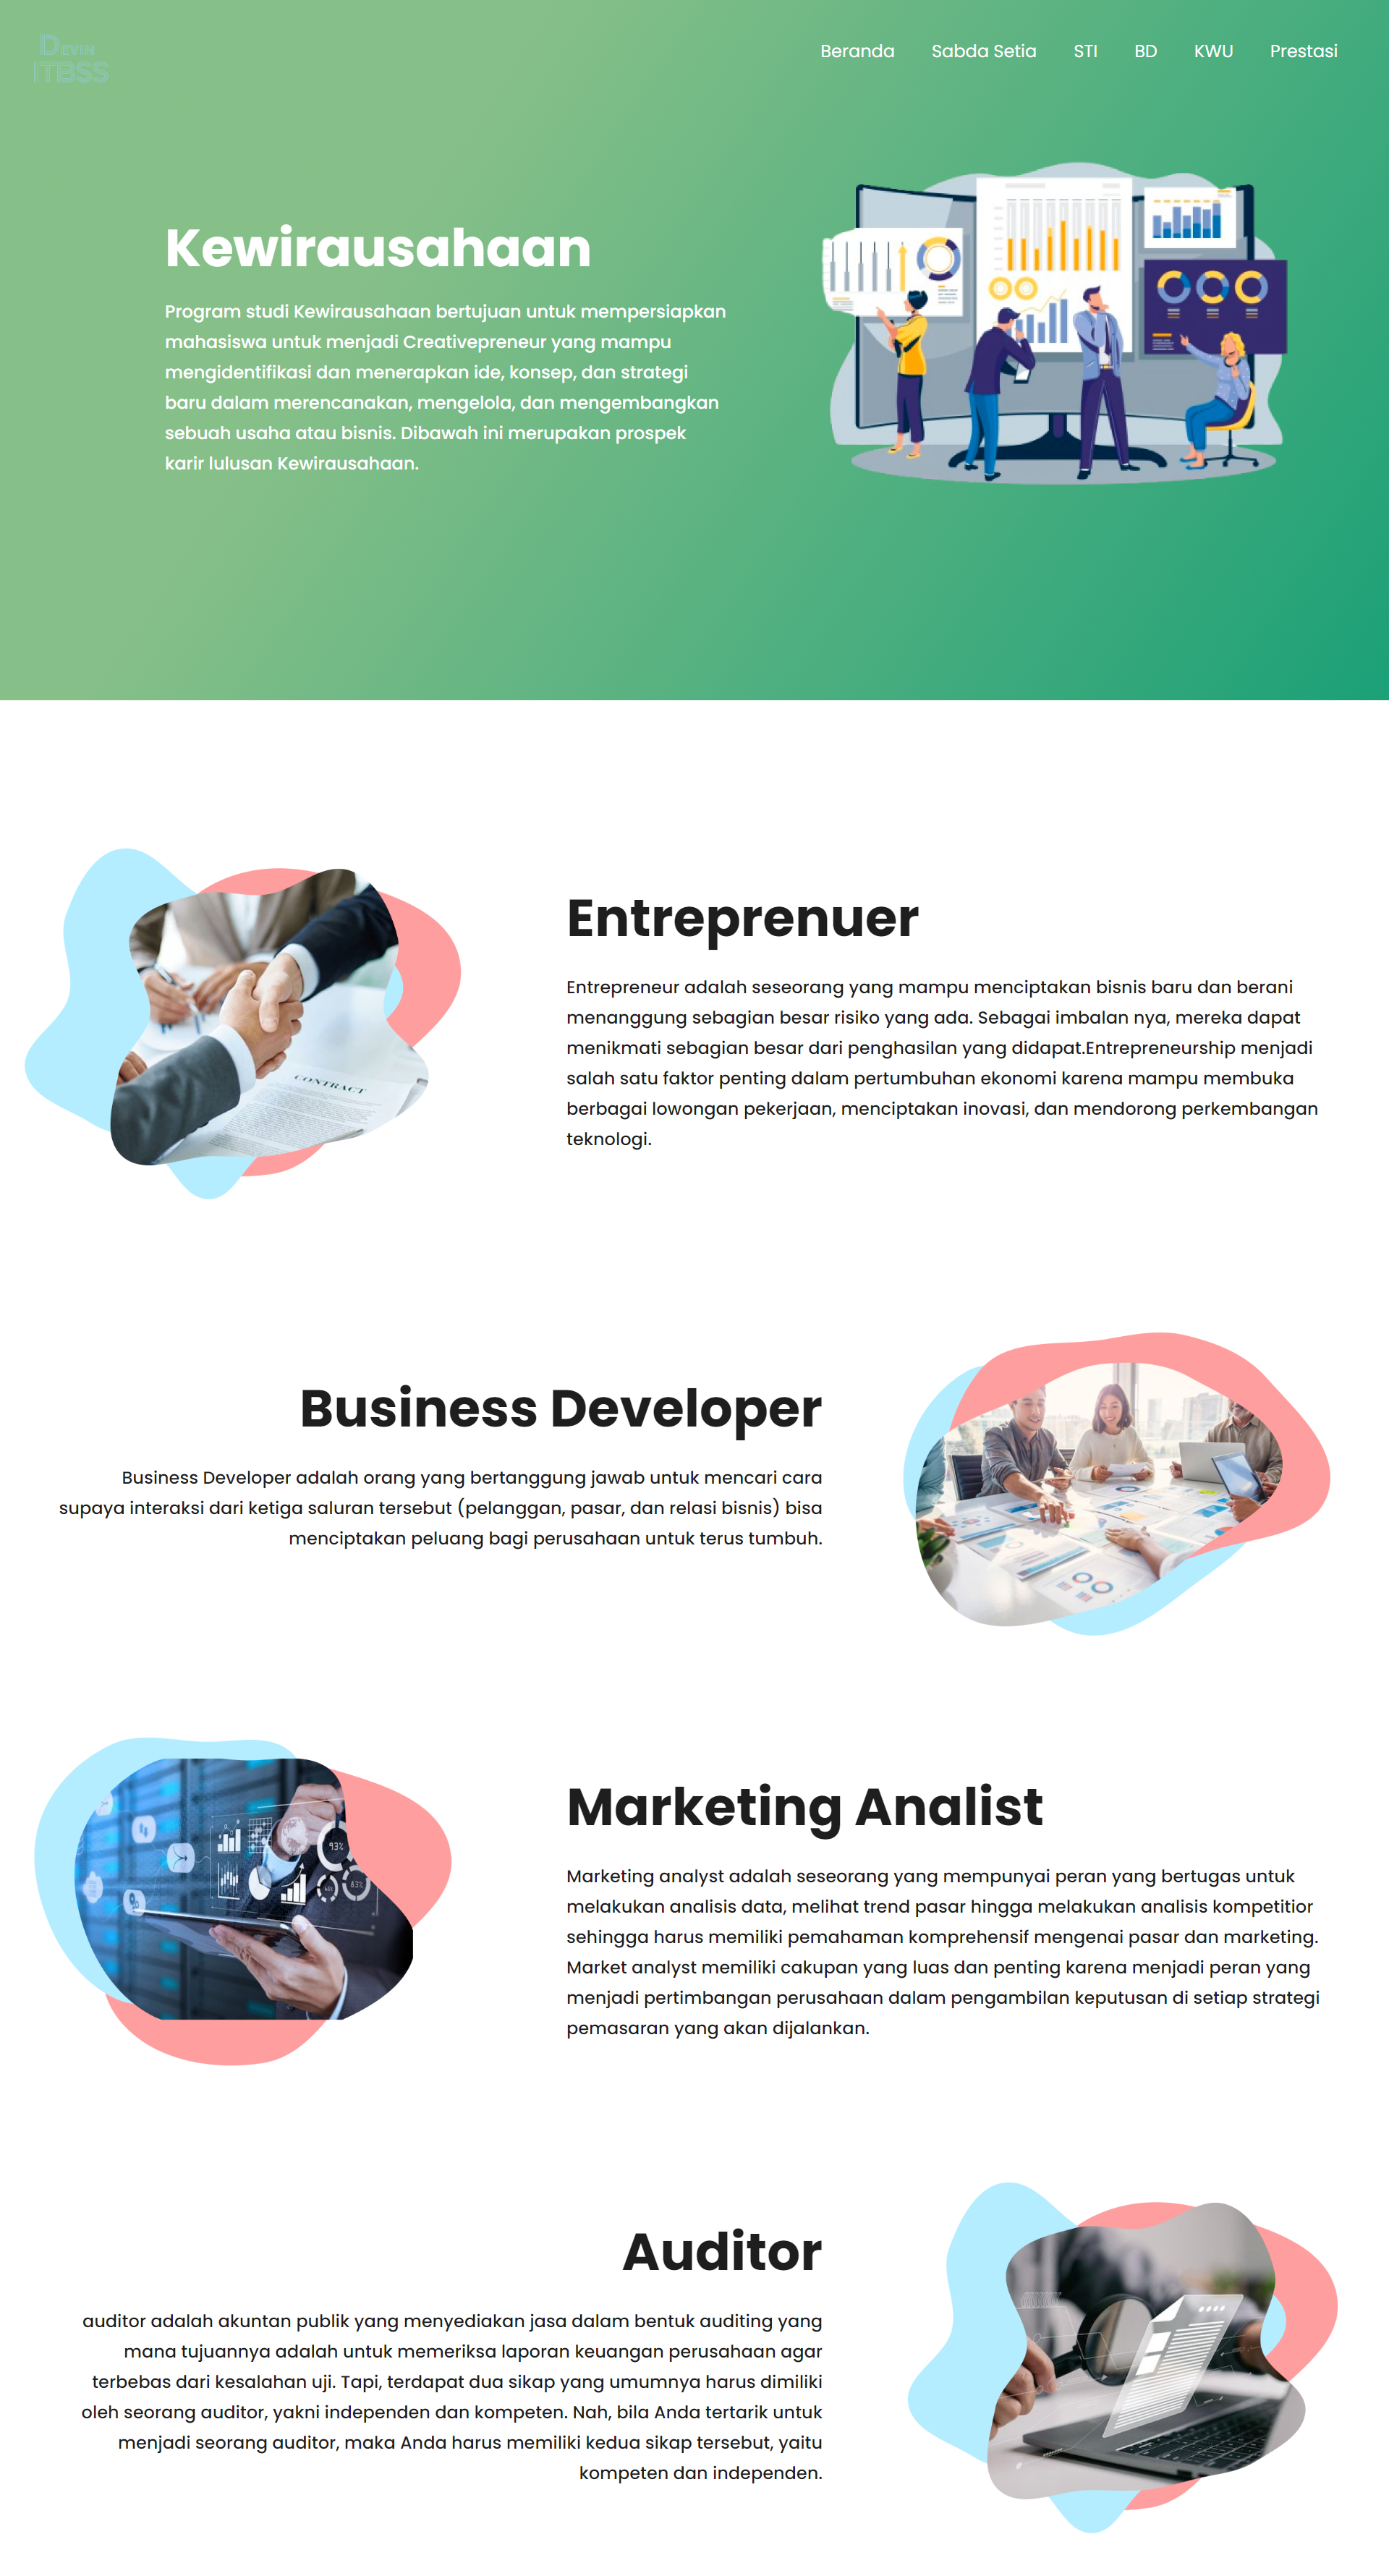 DEVIN
ITBSS
Beranda
Sabda Setia
STI
BD
KWU
Prestasi
Kewirausahaan
Program studi Kewirausahaan bertujuan untuk mempersiapkan
mahasiswa untuk menjadi Creativepreneur yang mampu
mengidentifikasi dan menerapkan ide, konsep, dan strategi
baru dalam merencanakan, mengelola, dan mengembangkan
sebuah usaha atau bisnis. Dibawah ini merupakan prospek
karir lulusan Kewirausahaan.
Entreprenuer
Entrepreneur adalah seseorang yang mampu menciptakan bisnis baru dan berani
menanggung sebagian besar risiko yang ada. Sebagai imbalan nya, mereka dapat
menikmati sebagian besar dari penghasilan yang didapat.Entrepreneurship menjadi
salah satu faktor penting dalam pertumbuhan ekonomi karena mampu membuka
berbagai lowongan pekerjaan, menciptakan inovasi, dan mendorong perkembangan
teknologi.
CONTRACT
Business Developer
Business Developer adalah orang yang bertanggung jawab untuk mencari cara
supaya interaksi dari ketiga saluran tersebut (pelanggan, pasar, dan relasi bisnis) bisa
menciptakan peluang bagi perusahaan untuk terus tumbuh.
Marketing Analist
Marketing analyst adalah seseorang yang mempunyai peran yang bertugas untuk
melakukan analisis data, melihat trend pasar hingga melakukan analisis kompetitior
sehingga harus memiliki pemahaman komprehensif mengenai pasar dan marketing.
Market analyst memiliki cakupan yang luas dan penting karena menjadi peran yang
menjadi pertimbangan perusahaan dalam pengambilan keputusan di setiap strategi
pemasaran yang akan dijalankan.
93%
83%
Auditor
auditor adalah akuntan publik yang menyediakan jasa dalam bentuk auditing yang
mana tujuannya adalah untuk memeriksa laporan keuangan perusahaan agar
terbebas dari kesalahan uji. Tapi, terdapat dua sikap yang umumnya harus dimiliki
oleh seorang auditor, yakni independen dan kompeten. Nah, bila Anda tertarik untuk
menjadi seorang auditor, maka Anda harus memiliki kedua sikap tersebut, yaitu
kompeten dan independen.